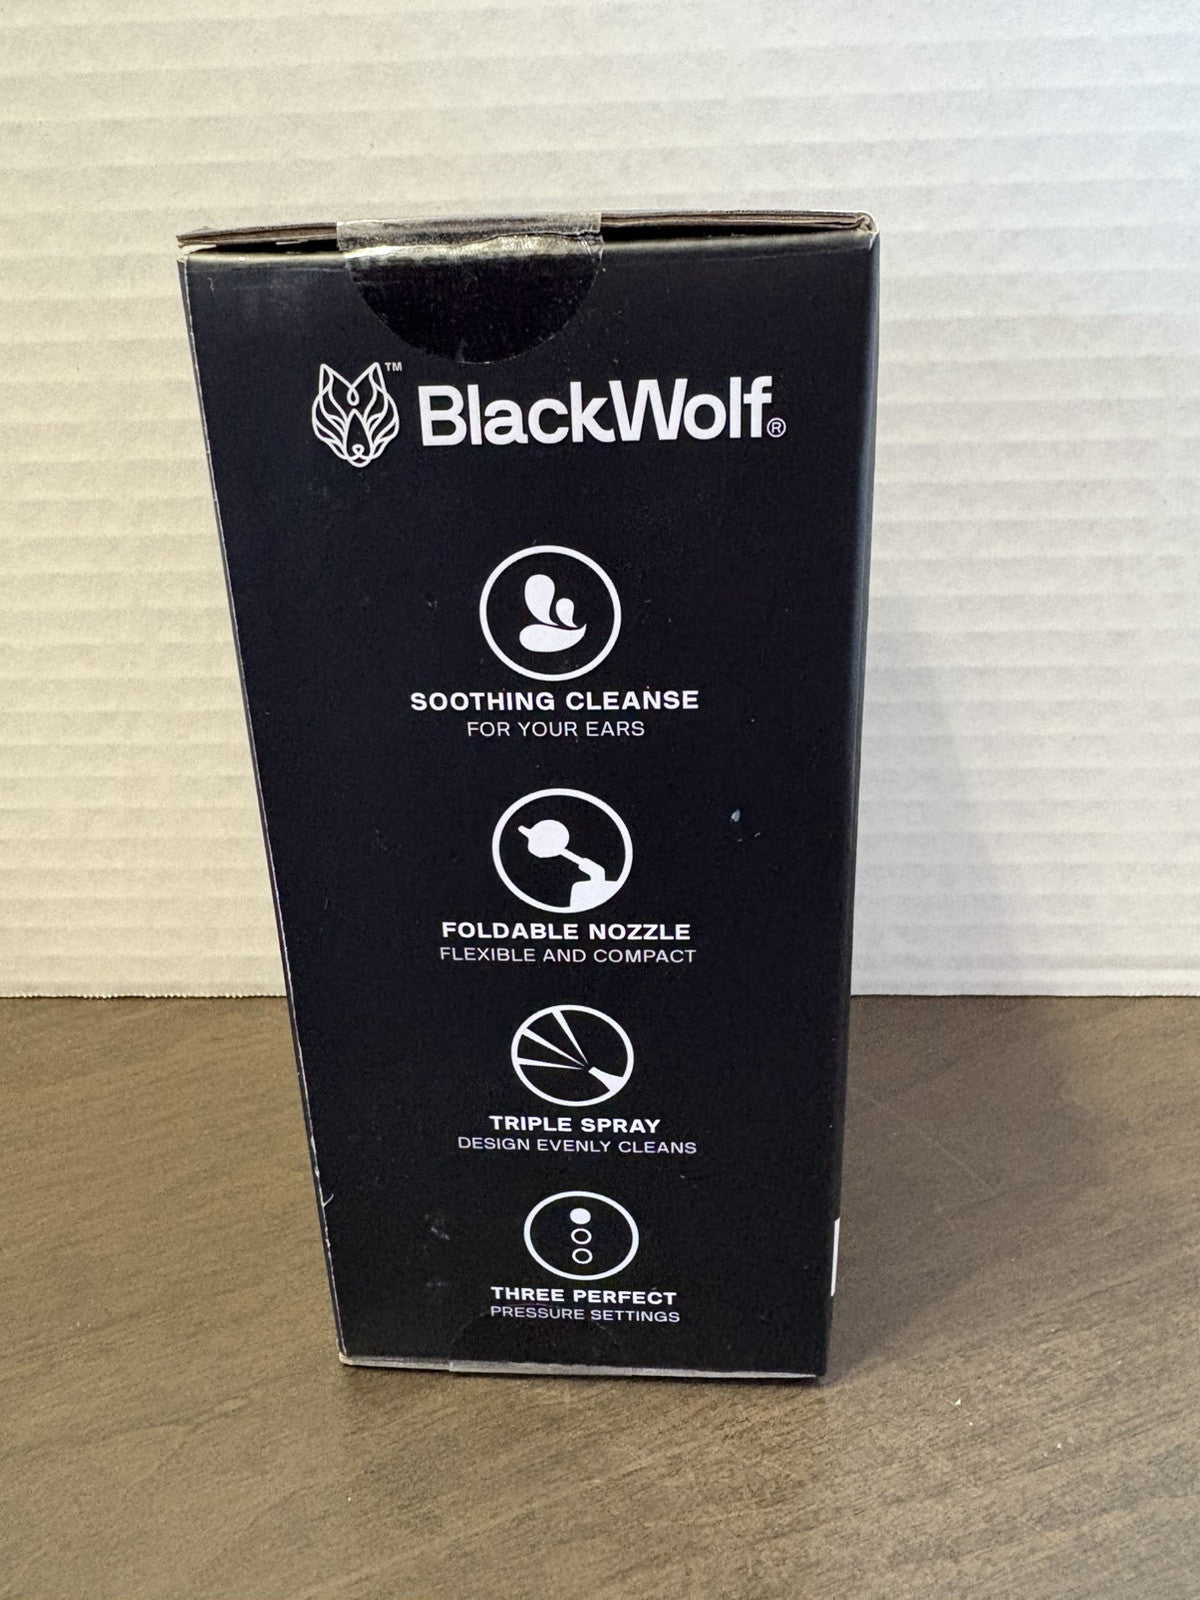 TM
BlackWolf®
SOOTHING CLEANSE
FOR YOUR EARS
FOLDABLE NOZZLE
FLEXIBLE AND COMPACT
TRIPLE SPRAY
DESIGN EVENLY CLEANS
THREE PERFECT
PRESSURE SETTINGS